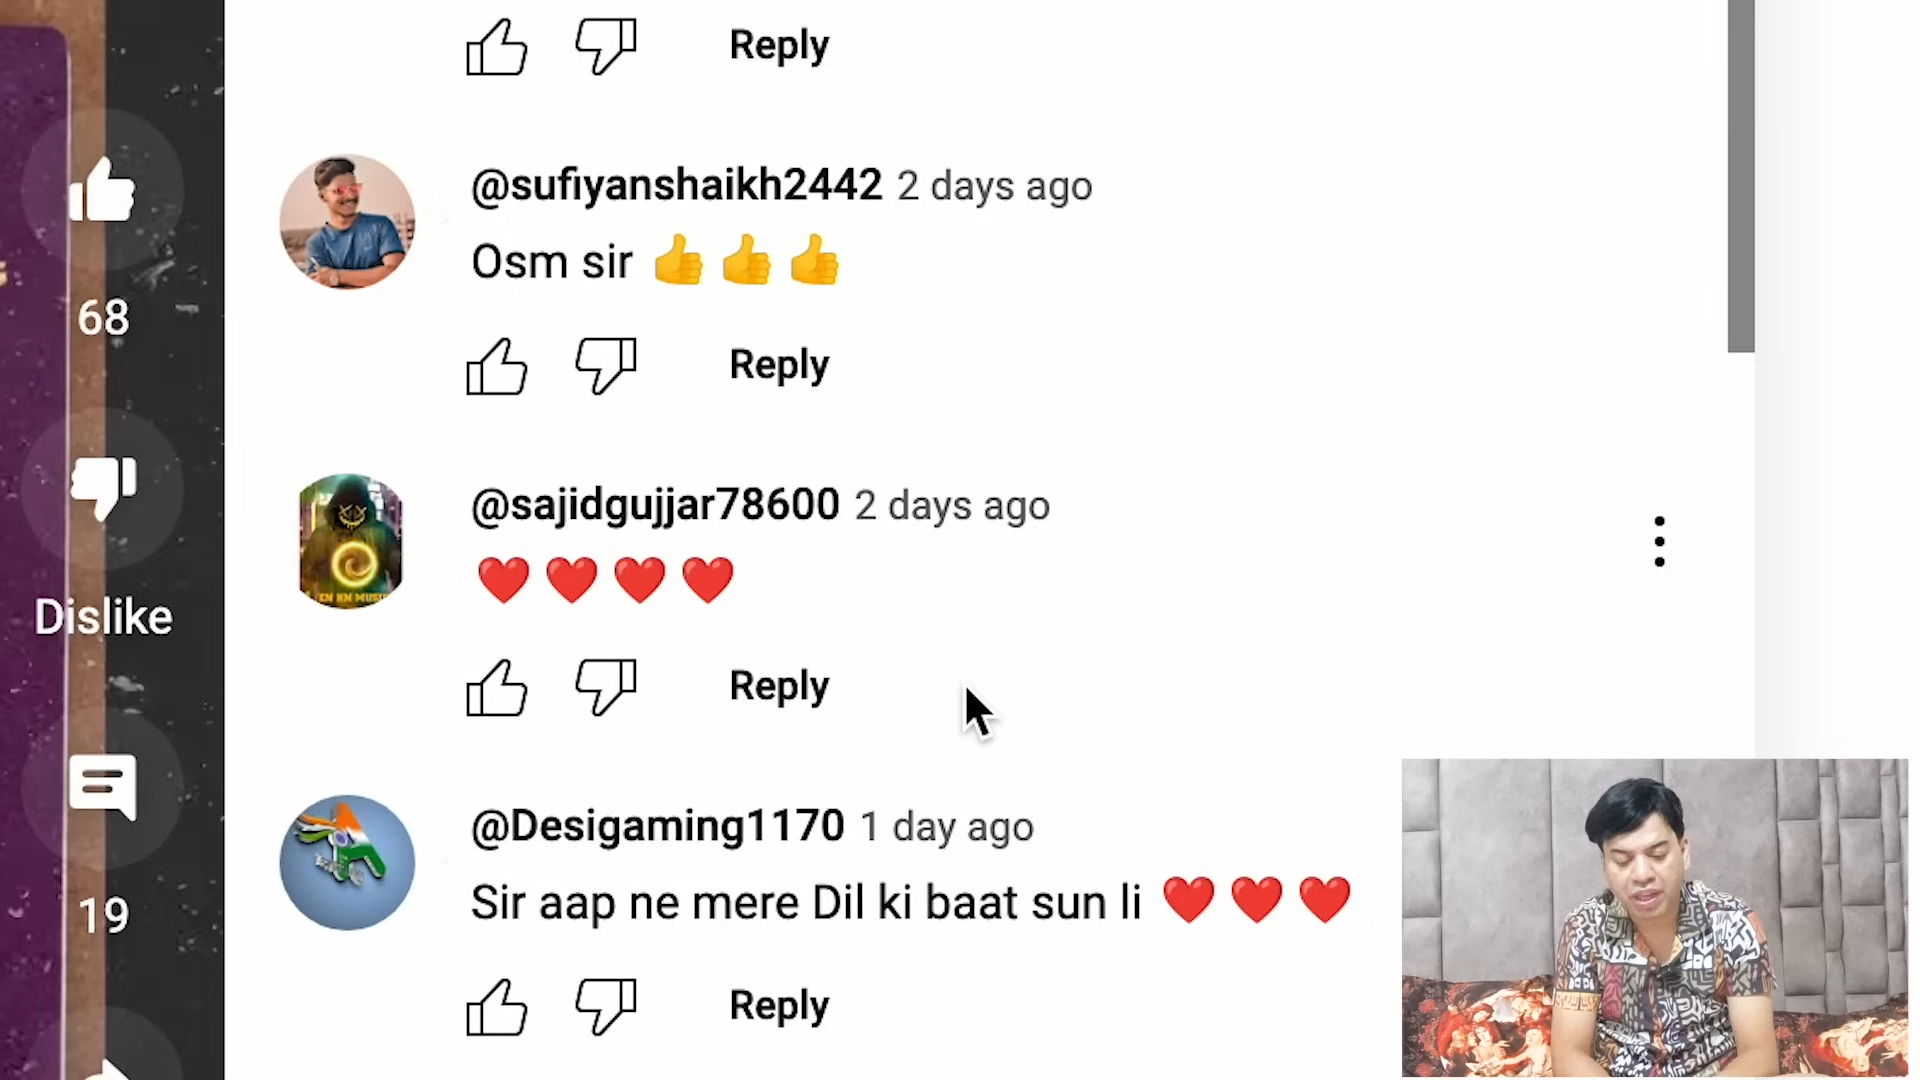 Reply
@sufiyanshaikh2442 2 days ago
Osm sir 👍👍👍
Reply
@sajidgujjar78600 2 days ago
❤️❤️❤️❤️
Reply
@Desigaming1170 1 day ago
Sir aap ne mere Dil ki baat sun li ❤️❤️❤️
Reply
68
Dislike
19